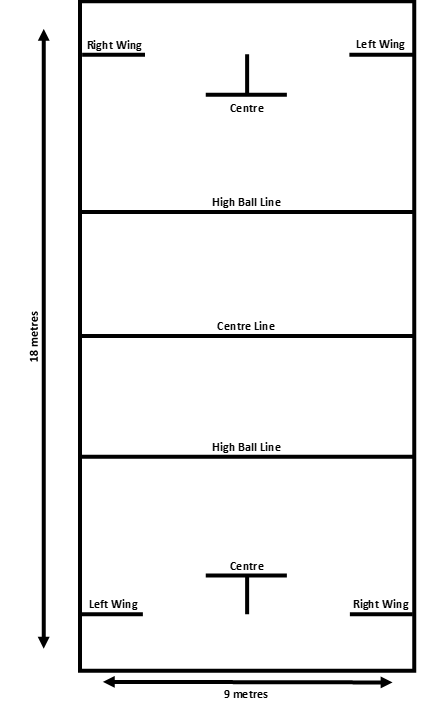 Right Wing
Left Wing
Centre
High Ball Line
18 metres
Centre Line
High Ball Line
Centre
Left Wing
Right Wing
9 metres